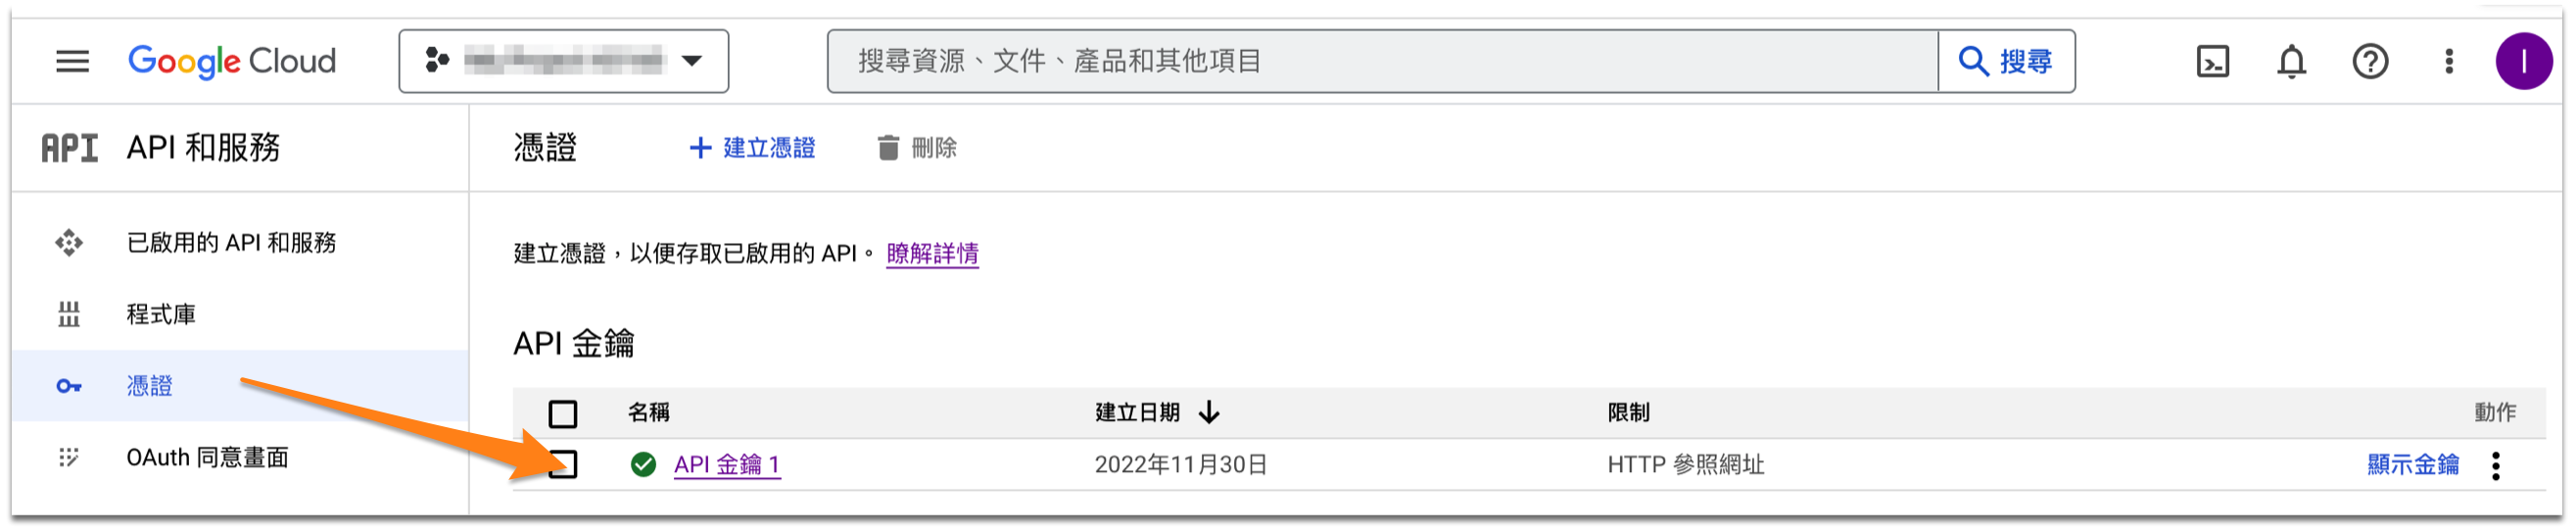 Google Cloud
搜尋資源、文件、產品和其他項目
搜尋
I
API API 和服務
憑證
建立憑證
刪除
已啟用的 API 和服務
程式庫
憑證
OAuth 同意畫面
建立憑證，以便存取已啟用的 API。 瞭解詳情
API 金鑰
名稱 建立日期 限制 動作
API 金鑰 1 2022年11月30日 HTTP 參照網址 顯示金鑰